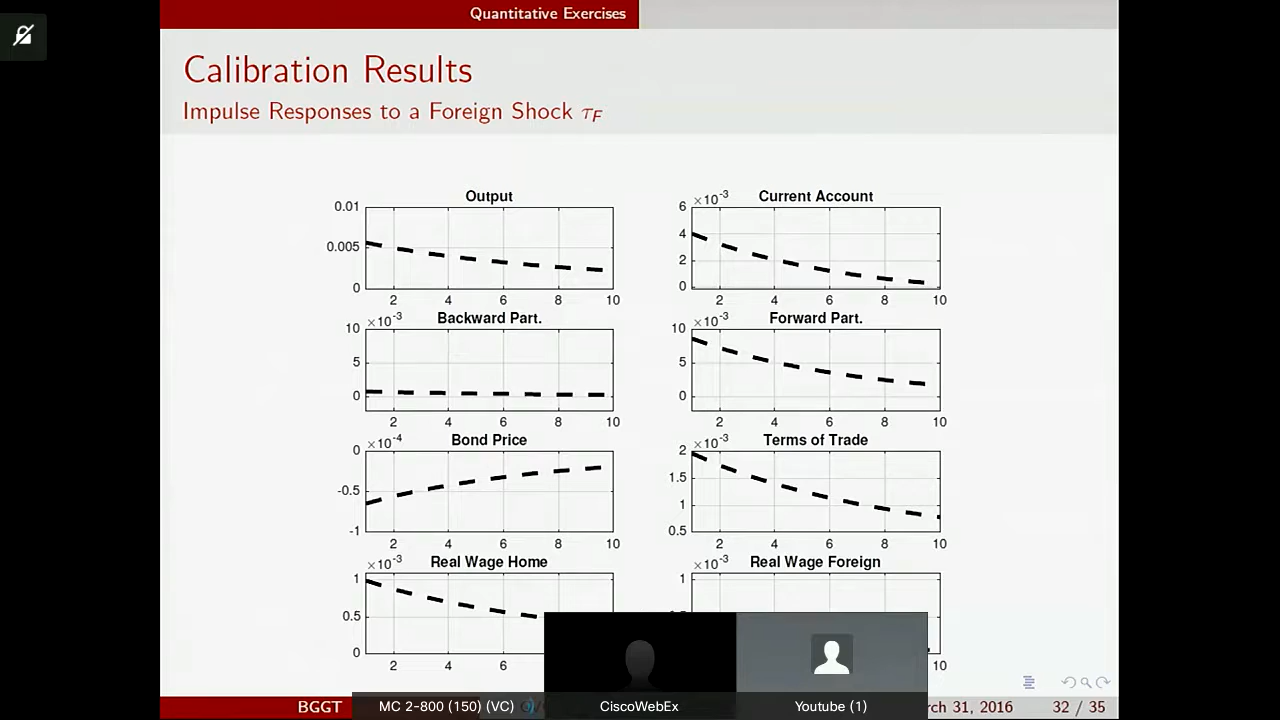 Quantitative Exercises
Calibration Results
Impulse Responses to a Foreign Shock τF
Output
0.01
0.005
0
2 4 6 8 10
Current Account
×10-3
6
4
2
0
2 4 6 8 10
Backward Part.
×10-3
10
5
0
2 4 6 8 10
Forward Part.
×10-3
10
5
0
2 4 6 8 10
Bond Price
×10-4
0
-0.5
-1
2 4 6 8 10
Terms of Trade
×10-3
2
1.5
1
0.5
2 4 6 8 10
Real Wage Home
×10-3
1
0.5
0
2 4 6
Real Wage Foreign
×10-3
1
10
BGGT
MC 2-800 (150) (VC)
CiscoWebEx
Youtube (1)
rch 31, 2016
32 / 35